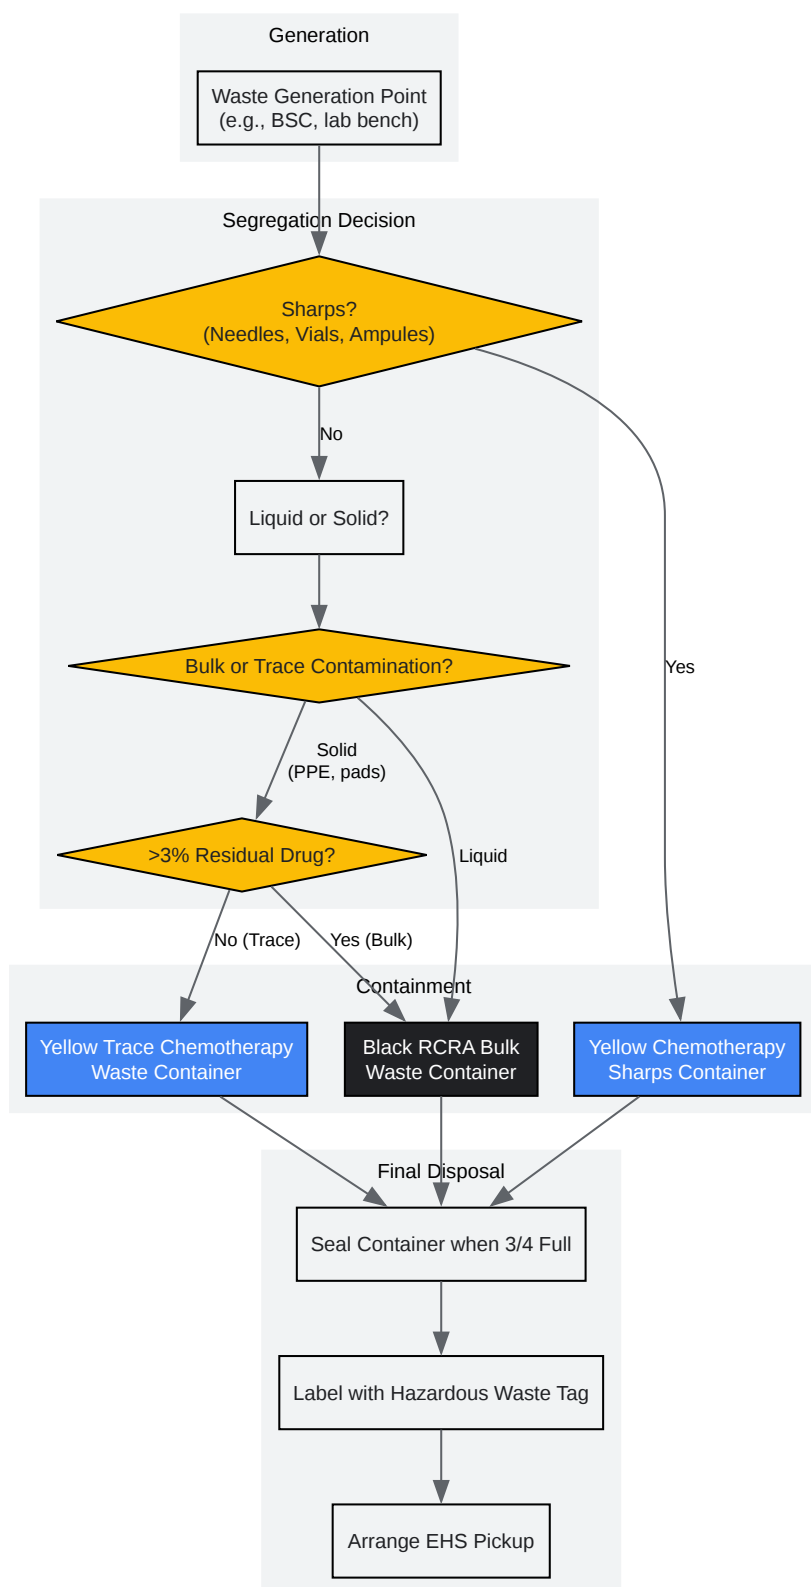 Generation
Waste Generation Point
(e.g., BSC, lab bench)
Segregation Decision
Sharps?
(Needles, Vials, Ampules)
No
Liquid or Solid?
Yes
Bulk or Trace Contamination?
Solid
(PPE, pads)
>3% Residual Drug?
Liquid
No (Trace)
Yes (Bulk)
Containment
Yellow Trace Chemotherapy
Waste Container
Black RCRA Bulk
Waste Container
Yellow Chemotherapy
Sharps Container
Final Disposal
Seal Container when 3/4 Full
Label with Hazardous Waste Tag
Arrange EHS Pickup